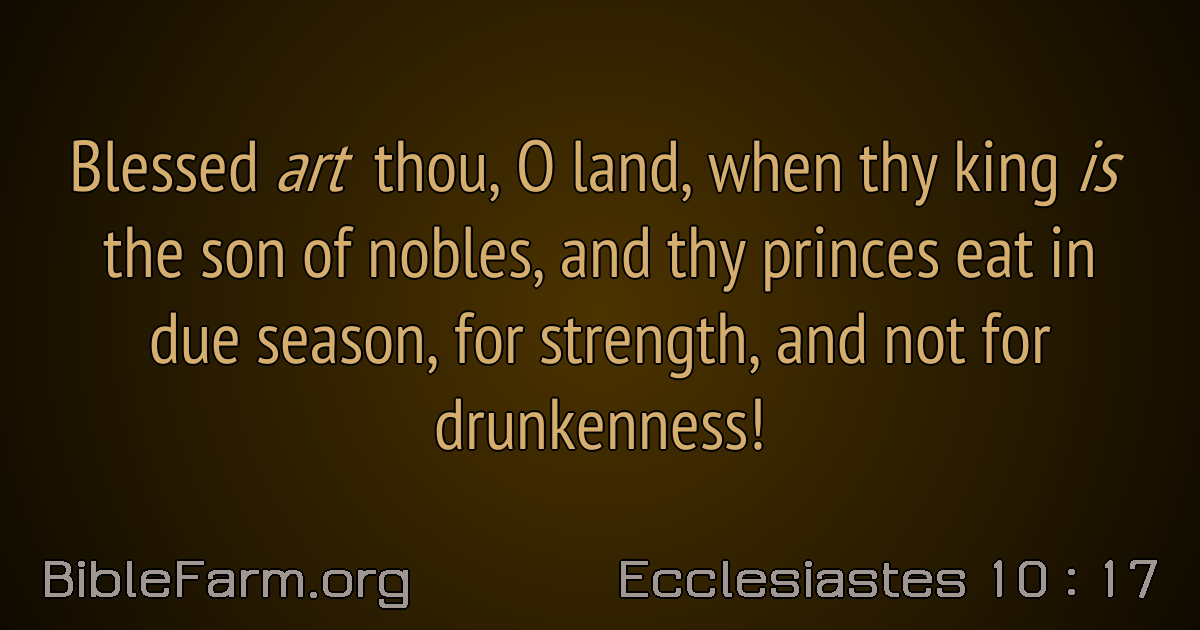 Blessed art thou, O land, when thy king is
the son of nobles, and thy princes eat in
due season, for strength, and not for
drunkenness!
BibleFarm.org
Ecclesiastes 10 : 17